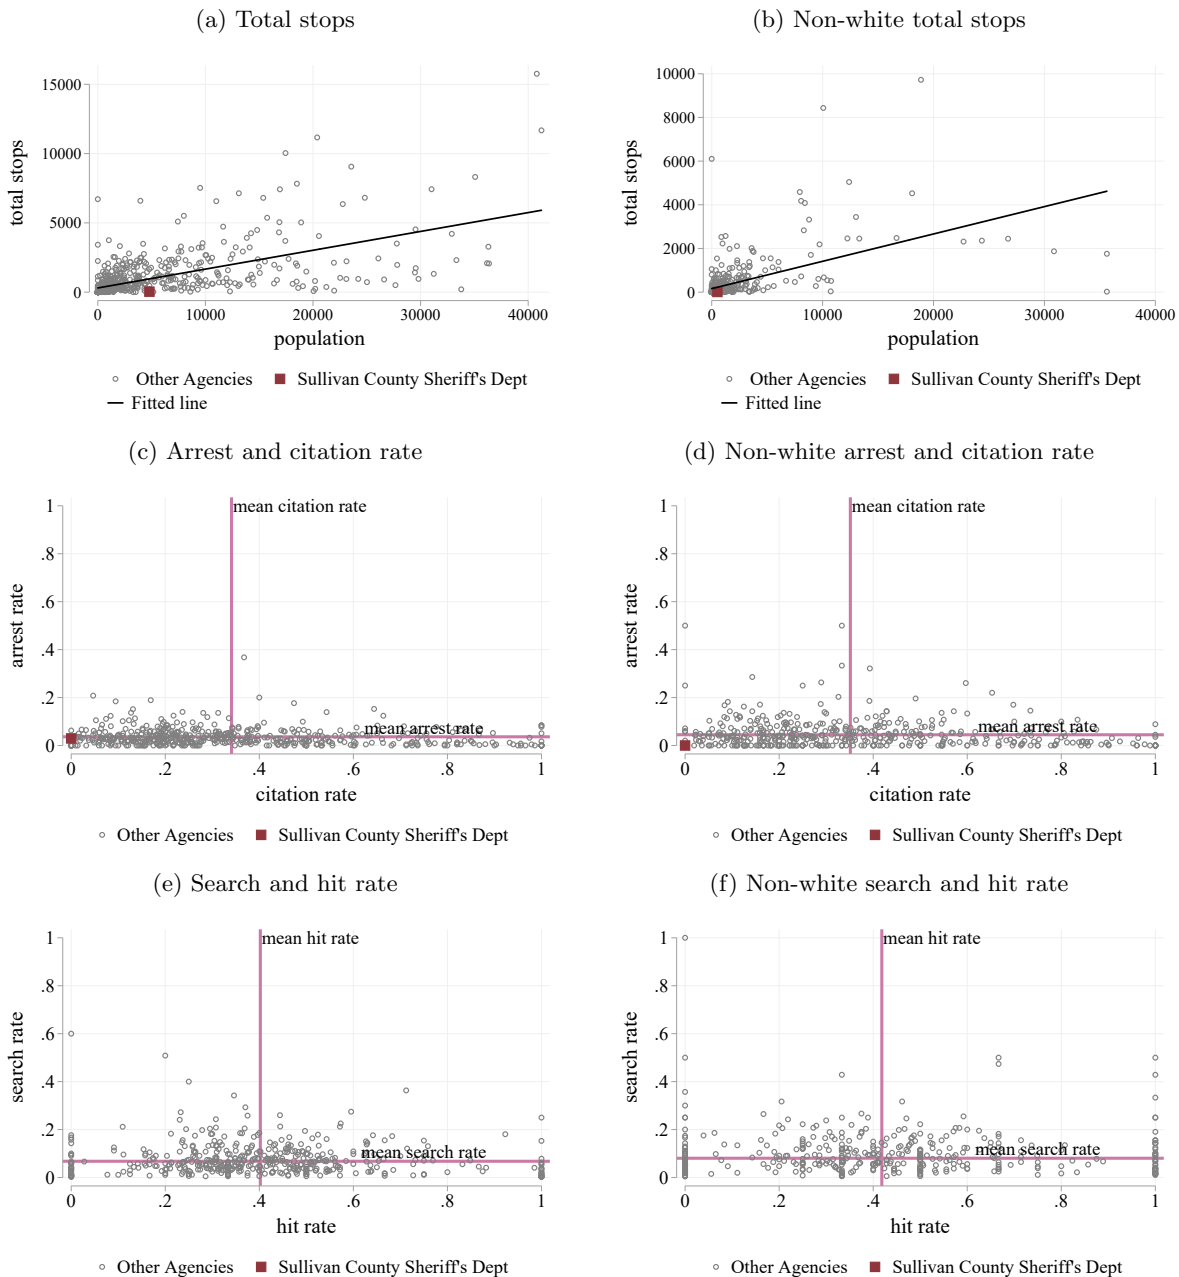 (a) Total stops
(b) Non-white total stops
total stops
15000
10000
5000
0
0 10000 20000 30000 40000
population
Other Agencies Sullivan County Sheriff's Dept
Fitted line
total stops
10000
8000
6000
4000
2000
0
0 10000 20000 30000 40000
population
Other Agencies Sullivan County Sheriff's Dept
Fitted line
(c) Arrest and citation rate
(d) Non-white arrest and citation rate
arrest rate
1
.8
.6
.4
.2
0
mean citation rate
mean arrest rate
0 .2 .4 .6 .8 1
citation rate
Other Agencies Sullivan County Sheriff's Dept
arrest rate
1
.8
.6
.4
.2
0
mean citation rate
mean arrest rate
0 .2 .4 .6 .8 1
citation rate
Other Agencies Sullivan County Sheriff's Dept
(e) Search and hit rate
(f) Non-white search and hit rate
search rate
1
.8
.6
.4
.2
0
mean hit rate
mean search rate
0 .2 .4 .6 .8 1
hit rate
Other Agencies Sullivan County Sheriff's Dept
search rate
1
.8
.6
.4
.2
0
mean hit rate
mean search rate
0 .2 .4 .6 .8 1
hit rate
Other Agencies Sullivan County Sheriff's Dept